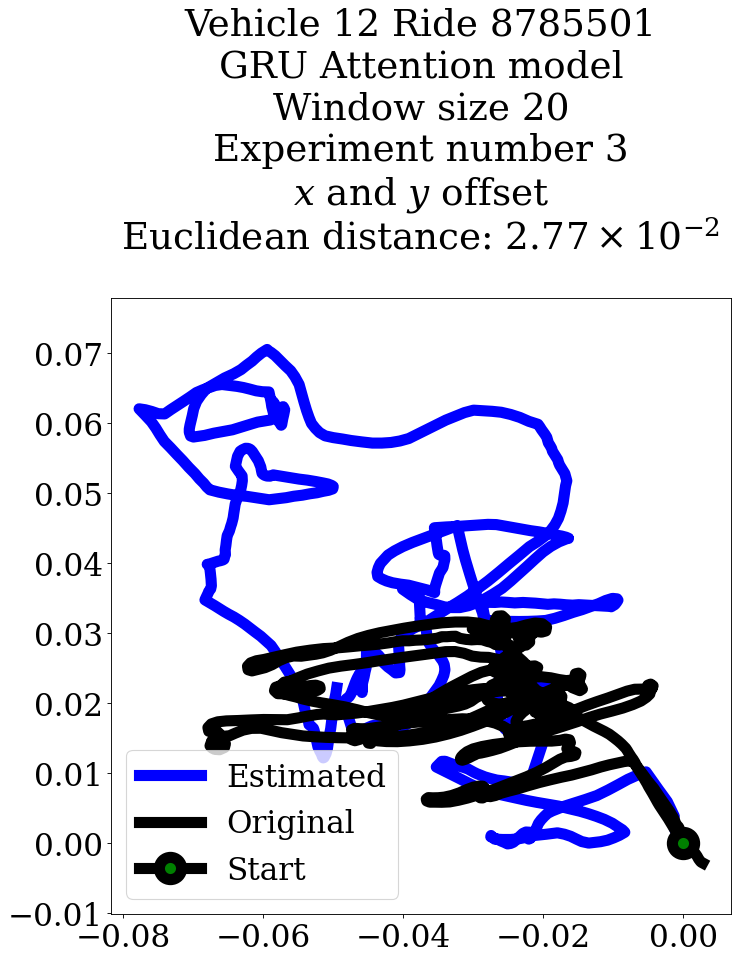 Vehicle 12 Ride 8785501
GRU Attention model
Window size 20
Experiment number 3
x and y offset
Euclidean distance: 2.77 × 10⁻²
0.07
0.06
0.05
0.04
0.03
0.02
0.01
0.00
−0.01
Estimated
Original
Start
−0.08 −0.06 −0.04 −0.02 0.00